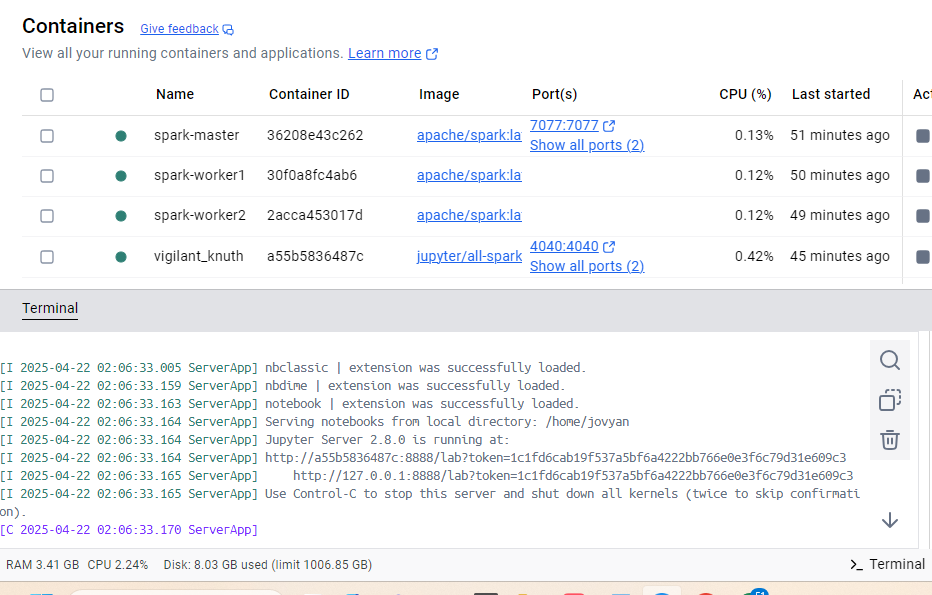 Containers Give feedback
View all your running containers and applications. Learn more
Name Container ID Image Port(s) CPU (%) Last started Act
spark-master 36208e43c262 apache/spark:la 7077:7077 0.13% 51 minutes ago
Show all ports (2)
spark-worker1 30f0a8fc4ab6 apache/spark:la 0.12% 50 minutes ago
spark-worker2 2acca453017d apache/spark:la 0.12% 49 minutes ago
vigilant_knuth a55b5836487c jupyter/all-spark 4040:4040 0.42% 45 minutes ago
Show all ports (2)
Terminal
[I 2025-04-22 02:06:33.005 ServerApp] nbclassic | extension was successfully loaded.
[I 2025-04-22 02:06:33.159 ServerApp] nbdime | extension was successfully loaded.
[I 2025-04-22 02:06:33.163 ServerApp] notebook | extension was successfully loaded.
[I 2025-04-22 02:06:33.164 ServerApp] Serving notebooks from local directory: /home/jovyan
[I 2025-04-22 02:06:33.164 ServerApp] Jupyter Server 2.8.0 is running at:
[I 2025-04-22 02:06:33.164 ServerApp] http://a55b5836487c:8888/lab?token=1c1fd6cab19f537a5bf6a4222bb766e0e3f6c79d31e609c3
[I 2025-04-22 02:06:33.165 ServerApp]     http://127.0.0.1:8888/lab?token=1c1fd6cab19f537a5bf6a4222bb766e0e3f6c79d31e609c3
[I 2025-04-22 02:06:33.165 ServerApp] Use Control-C to stop this server and shut down all kernels (twice to skip confirmati
on).
[C 2025-04-22 02:06:33.170 ServerApp]
RAM 3.41 GB CPU 2.24% Disk: 8.03 GB used (limit 1006.85 GB) >_ Terminal